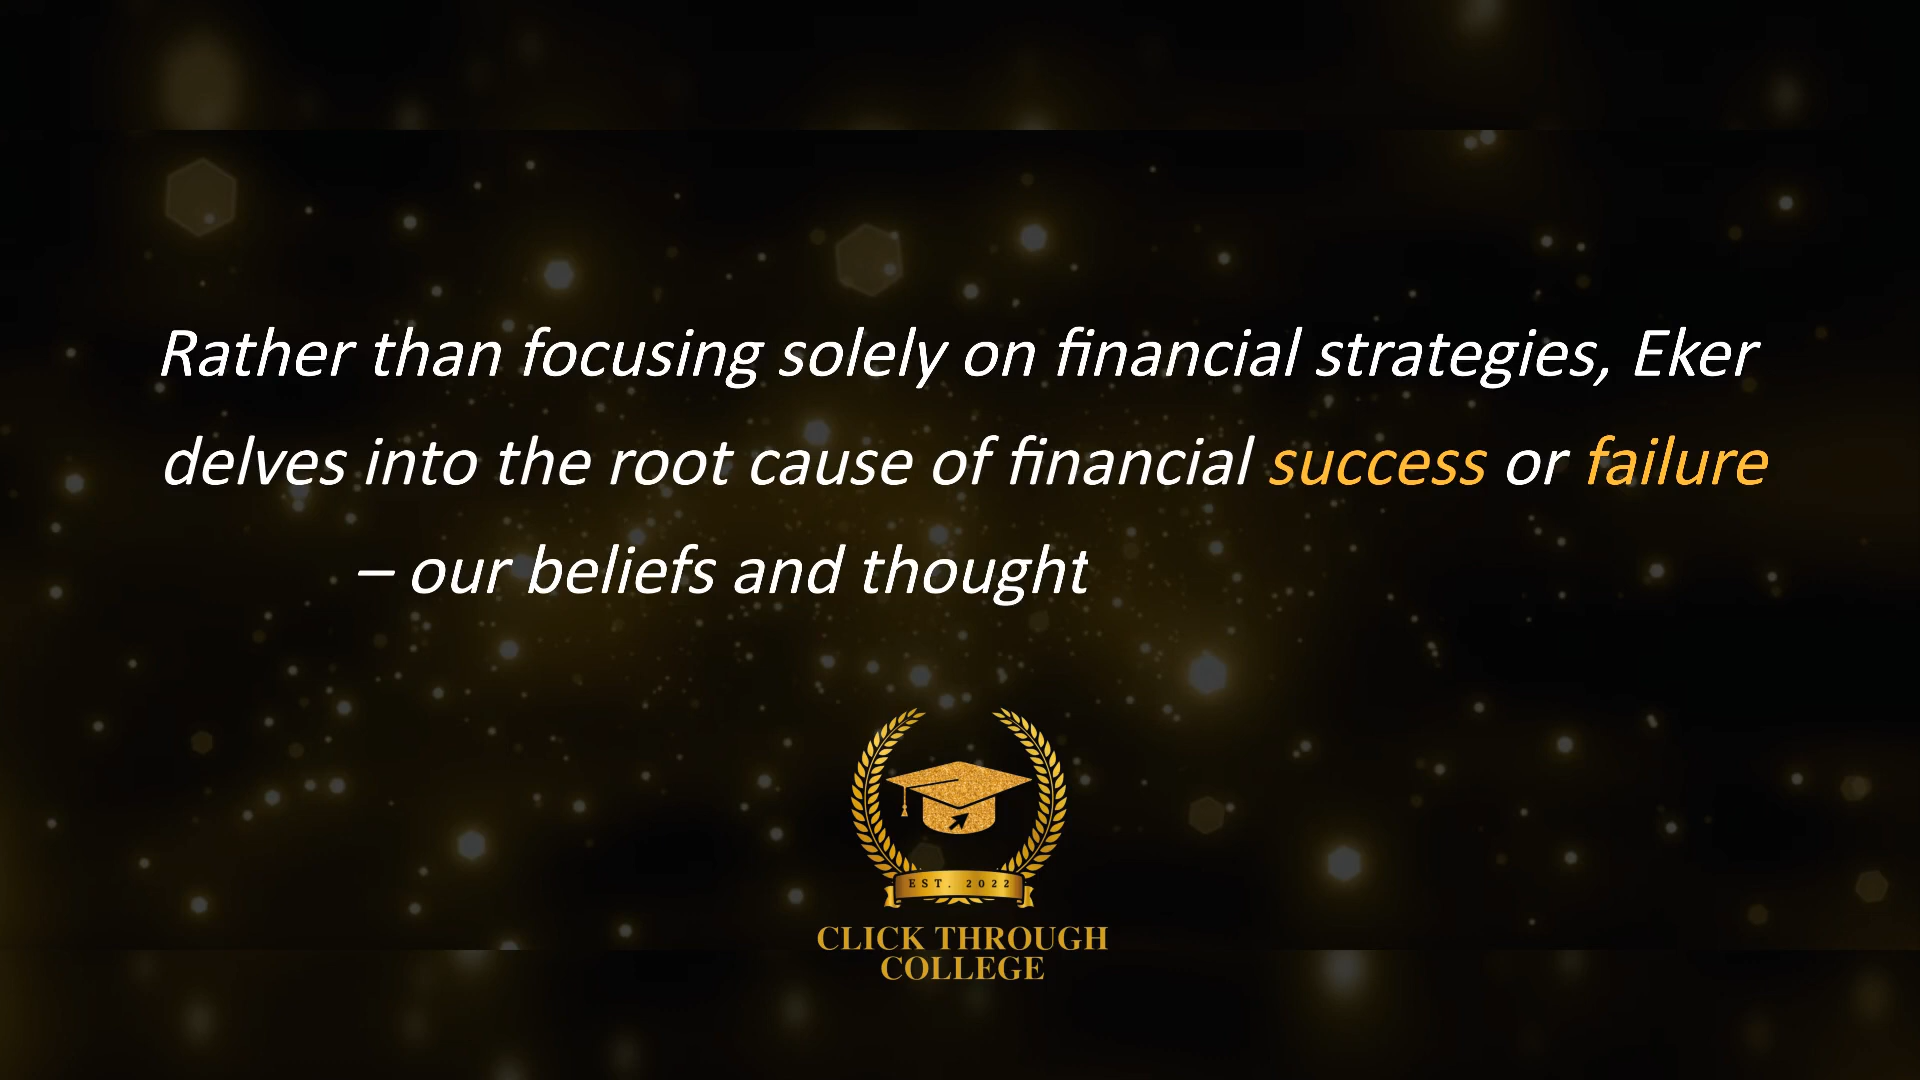 Rather than focusing solely on financial strategies, Eker
delves into the root cause of financial success or failure
– our beliefs and thought
EST. 2022
CLICK THROUGH
COLLEGE